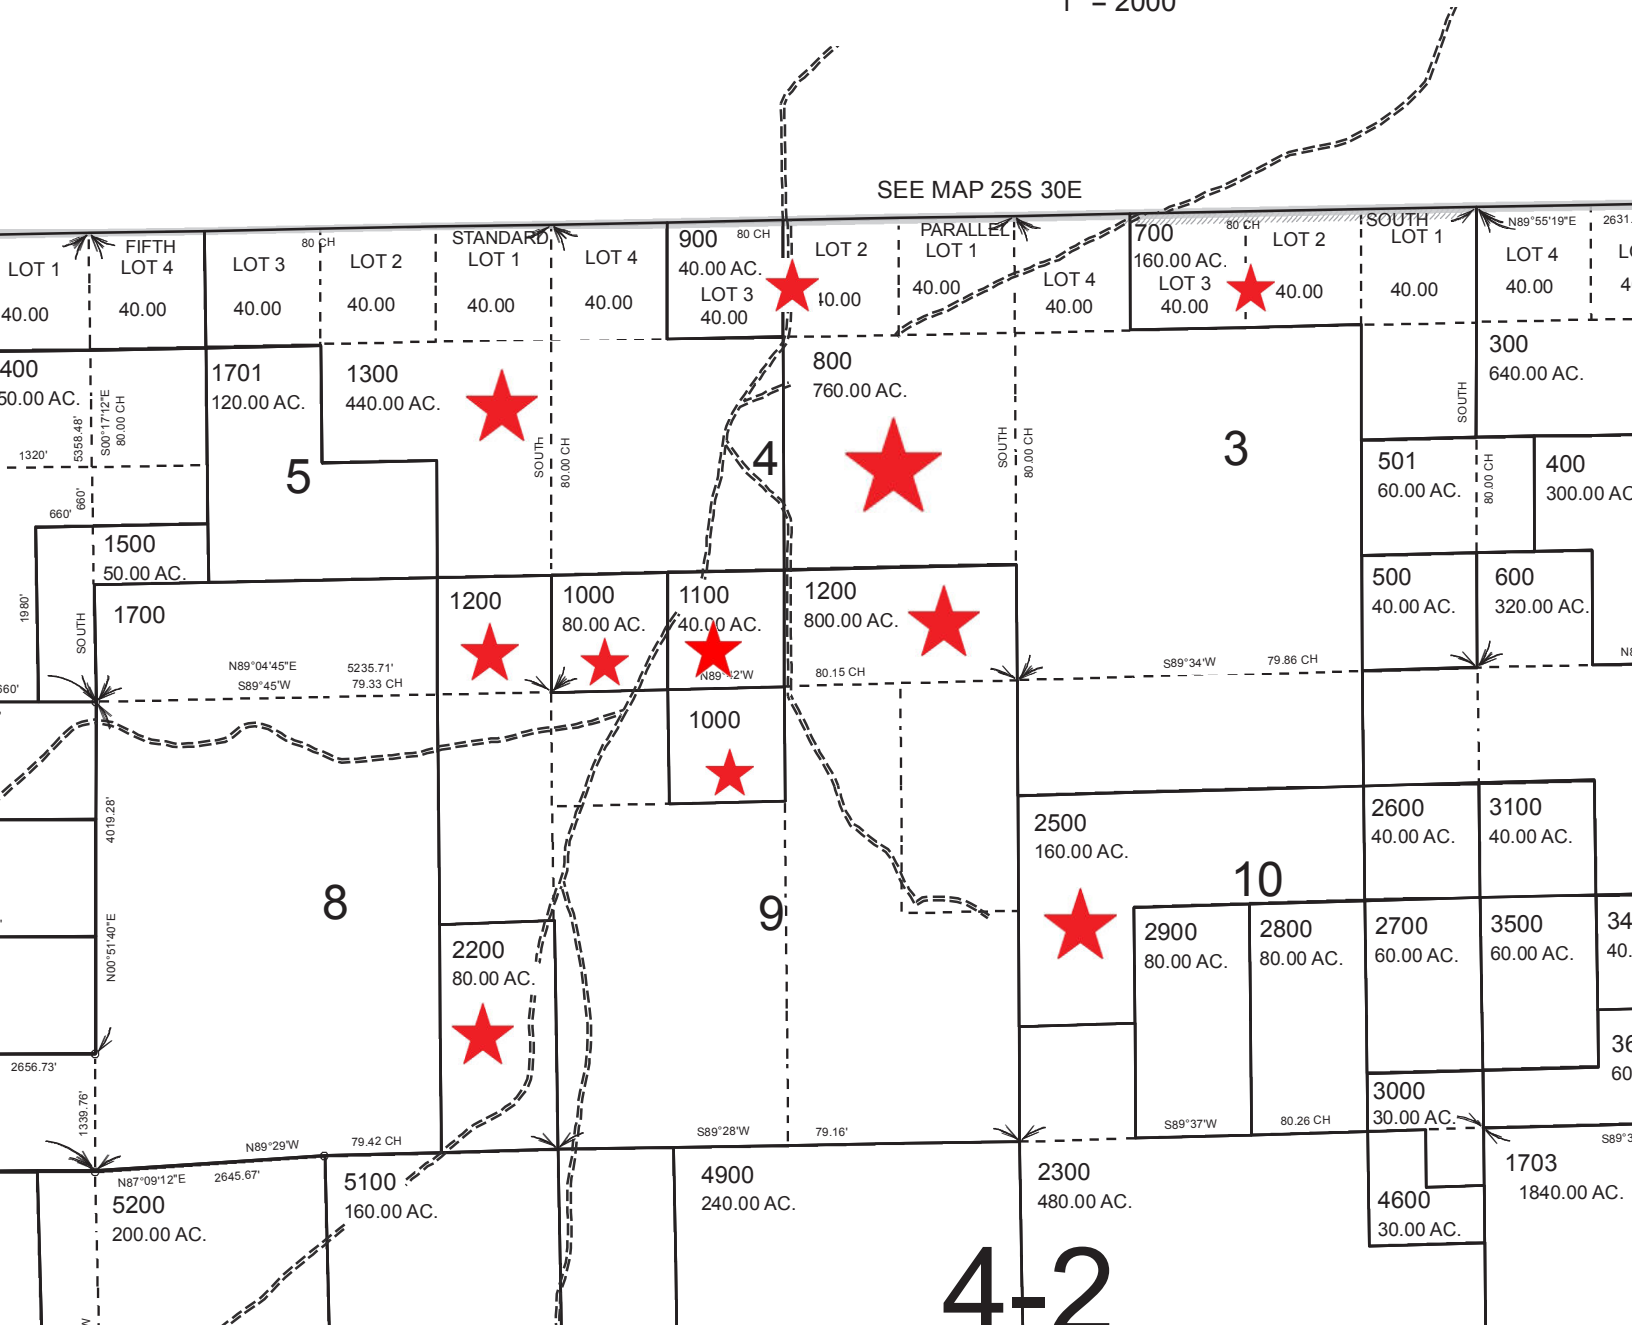 1" = 2000'
SEE MAP 25S 30E
FIFTH
80 CH
STANDARD
80 CH
PARALLEL
80 CH
SOUTH
N89°55'19"E
2631.
LOT 1
40.00
LOT 4
40.00
LOT 3
40.00
LOT 2
40.00
LOT 1
40.00
LOT 4
40.00
900
40.00 AC.
LOT 3
40.00
LOT 2
40.00
LOT 1
40.00
LOT 4
40.00
700
160.00 AC.
LOT 3
40.00
LOT 2
40.00
LOT 1
40.00
LOT 4
40.00
400
50.00 AC.
5358.48'
S00°17'12"E
80.00 CH
1701
120.00 AC.
1300
440.00 AC.
800
760.00 AC.
300
640.00 AC.
SOUTH
1320'
660'
660'
5
SOUTH
80.00 CH
4
SOUTH
80.00 CH
3
501
60.00 AC.
80.00 CH
400
300.00 AC
1500
50.00 AC.
1980'
SOUTH
1700
1200
1000
80.00 AC.
1100
40.00 AC.
1200
800.00 AC.
500
40.00 AC.
600
320.00 AC.
660'
N89°04'45"E
5235.71'
S89°45'W
79.33 CH
80.15 CH
S89°34'W
79.86 CH
1000
4019.28'
N00°51'40"E
8
9
10
2500
160.00 AC.
2600
40.00 AC.
3100
40.00 AC.
2200
80.00 AC.
2900
80.00 AC.
2800
80.00 AC.
2700
60.00 AC.
3500
60.00 AC.
34
40.
36
60
2656.73'
1339.76'
3000
30.00 AC.
N89°29'W
79.42 CH
S89°28'W
79.16'
S89°37'W
80.26 CH
S89°3
N87°09'12"E
2645.67'
5200
200.00 AC.
5100
160.00 AC.
4900
240.00 AC.
2300
480.00 AC.
4600
30.00 AC.
1703
1840.00 AC.
4-2